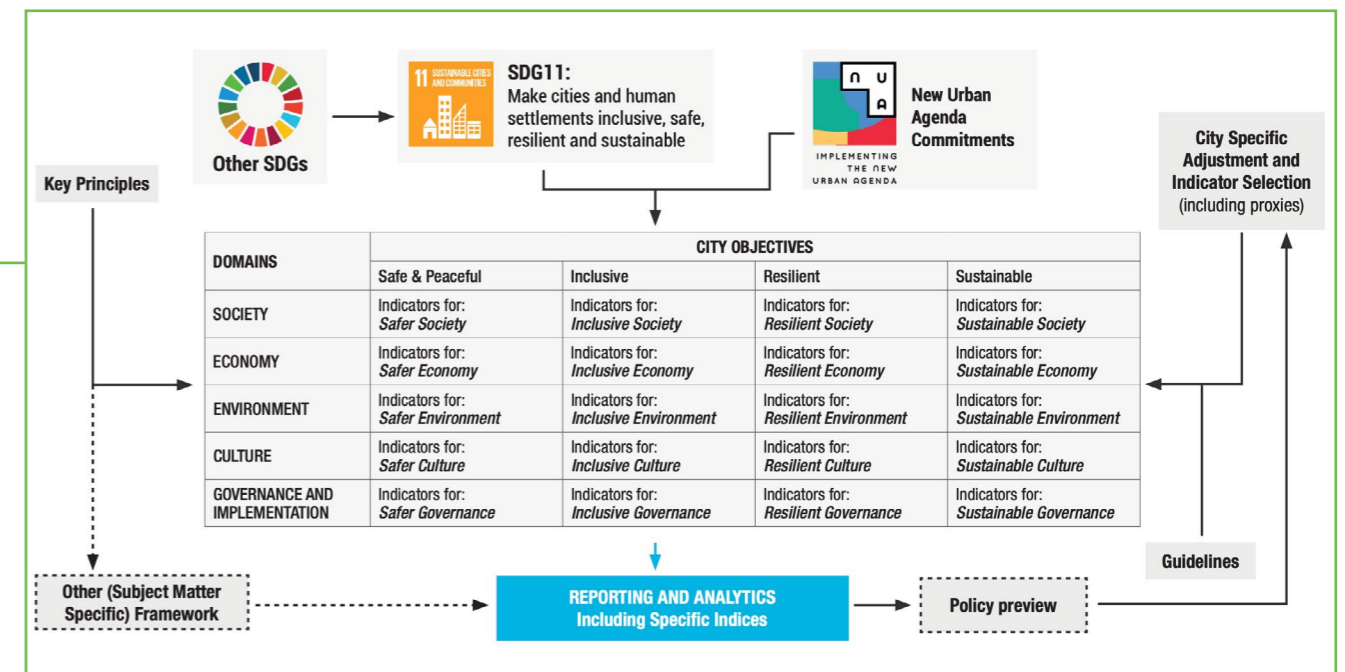 Other SDGs
11 SUSTAINABLE CITIES
AND COMMUNITIES
SDG11:
Make cities and human
settlements inclusive, safe,
resilient and sustainable
NUA
IMPLEMENTING
THE NEW
URBAN AGENDA
New Urban
Agenda
Commitments
City Specific
Adjustment and
Indicator Selection
(including proxies)
Key Principles
DOMAINS
CITY OBJECTIVES
Safe & Peaceful
Inclusive
Resilient
Sustainable
SOCIETY
Indicators for:
Safer Society
Indicators for:
Inclusive Society
Indicators for:
Resilient Society
Indicators for:
Sustainable Society
ECONOMY
Indicators for:
Safer Economy
Indicators for:
Inclusive Economy
Indicators for:
Resilient Economy
Indicators for:
Sustainable Economy
ENVIRONMENT
Indicators for:
Safer Environment
Indicators for:
Inclusive Environment
Indicators for:
Resilient Environment
Indicators for:
Sustainable Environment
CULTURE
Indicators for:
Safer Culture
Indicators for:
Inclusive Culture
Indicators for:
Resilient Culture
Indicators for:
Sustainable Culture
GOVERNANCE AND
IMPLEMENTATION
Indicators for:
Safer Governance
Indicators for:
Inclusive Governance
Indicators for:
Resilient Governance
Indicators for:
Sustainable Governance
Guidelines
Other (Subject Matter
Specific) Framework
REPORTING AND ANALYTICS
Including Specific Indices
Policy preview